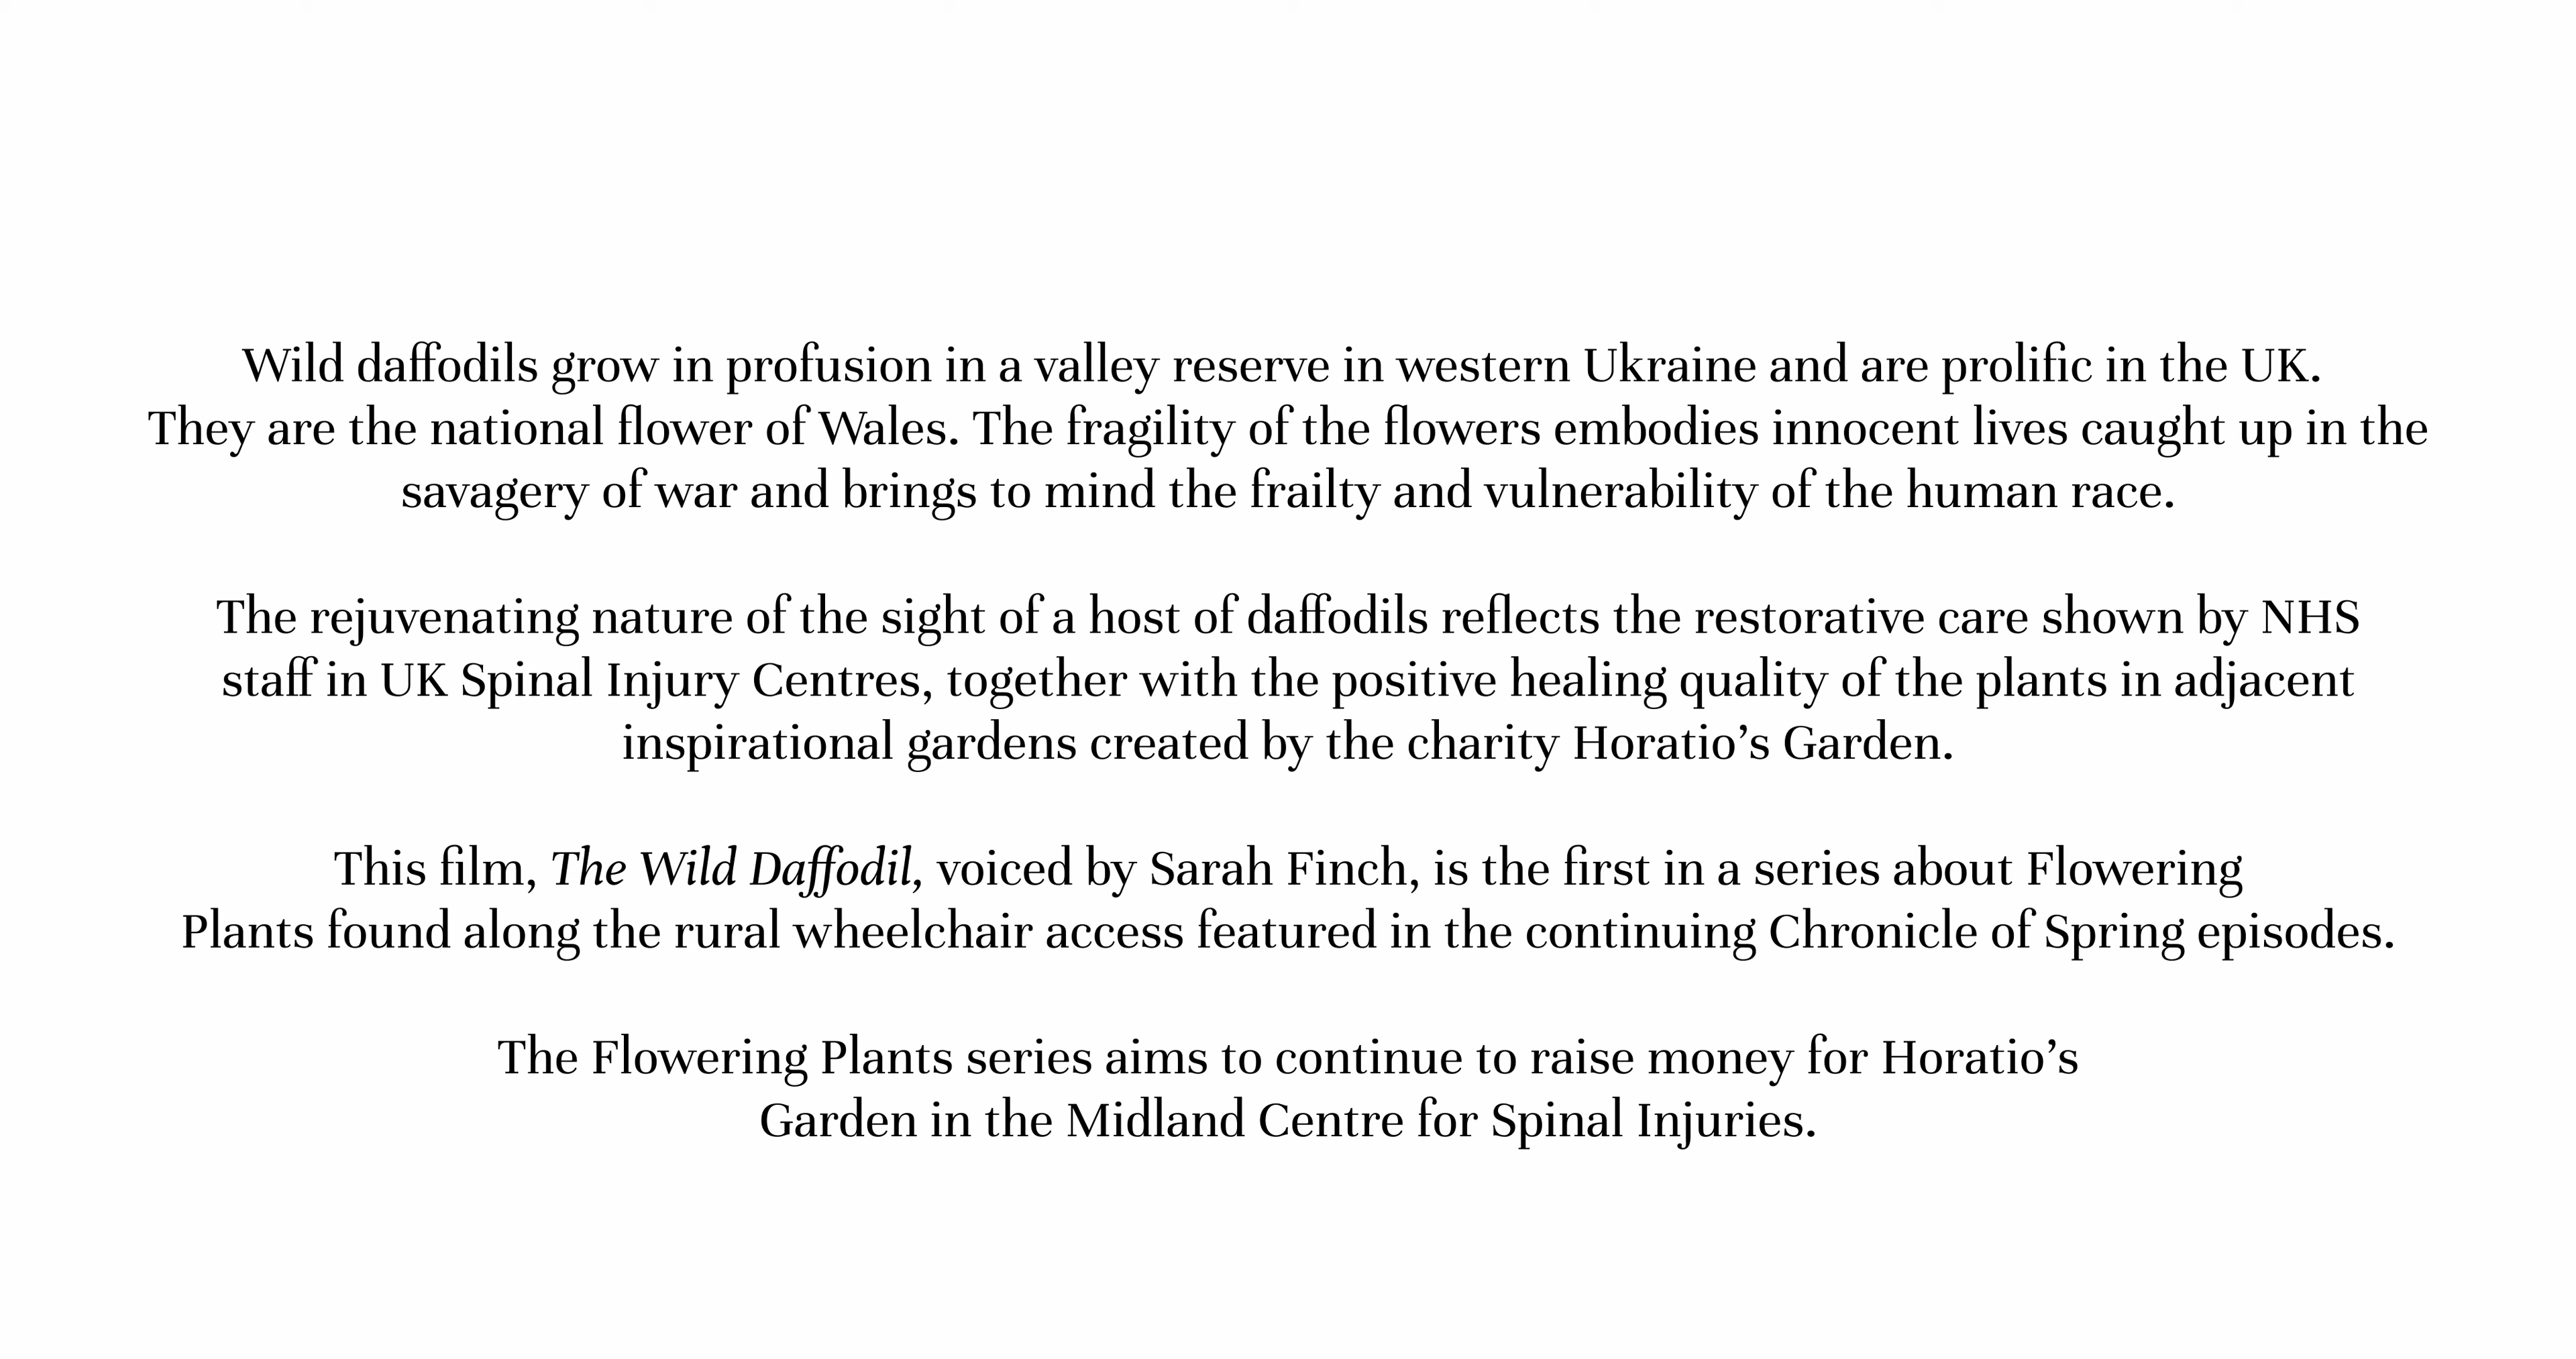 Wild daffodils grow in profusion in a valley reserve in western Ukraine and are prolific in the UK.
They are the national flower of Wales. The fragility of the flowers embodies innocent lives caught up in the
savagery of war and brings to mind the frailty and vulnerability of the human race.
The rejuvenating nature of the sight of a host of daffodils reflects the restorative care shown by NHS
staff in UK Spinal Injury Centres, together with the positive healing quality of the plants in adjacent
inspirational gardens created by the charity Horatio’s Garden.
This film, The Wild Daffodil, voiced by Sarah Finch, is the first in a series about Flowering
Plants found along the rural wheelchair access featured in the continuing Chronicle of Spring episodes.
The Flowering Plants series aims to continue to raise money for Horatio’s
Garden in the Midland Centre for Spinal Injuries.